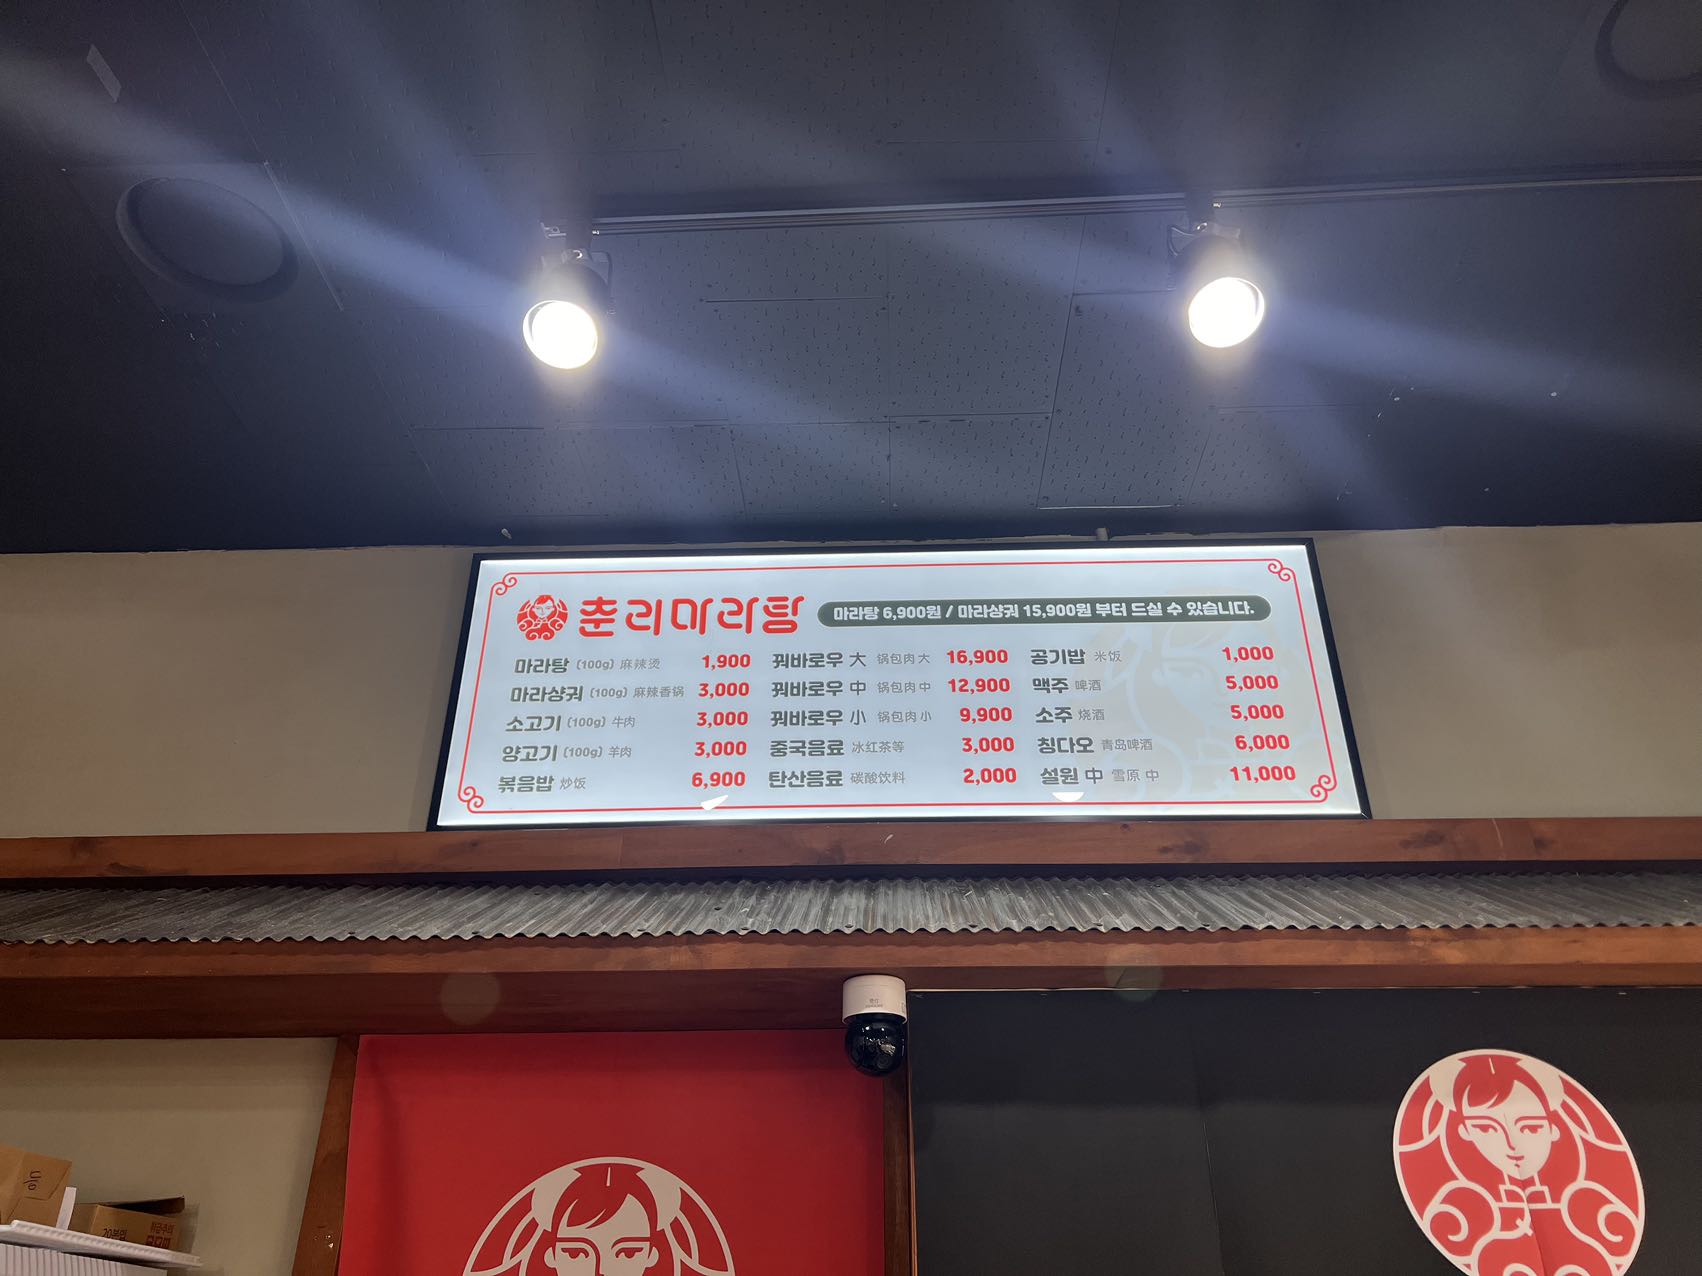 춘리마라탕
마라탕 6,900원 / 마라샹궈 15,900원 부터 드실 수 있습니다.
마라탕 (100g) 麻辣烫 1,900
마라샹궈 (100g) 麻辣香锅 3,000
소고기 (100g) 牛肉 3,000
양고기 (100g) 羊肉 3,000
볶음밥 炒饭 6,900
꿔바로우 大 锅包肉 大 16,900
꿔바로우 中 锅包肉 中 12,900
꿔바로우 小 锅包肉 小 9,900
중국음료 冰红茶等 3,000
탄산음료 碳酸饮料 2,000
공기밥 米饭 1,000
맥주 啤酒 5,000
소주 烧酒 5,000
칭다오 青岛啤酒 6,000
설원 中 雪原 中 11,000